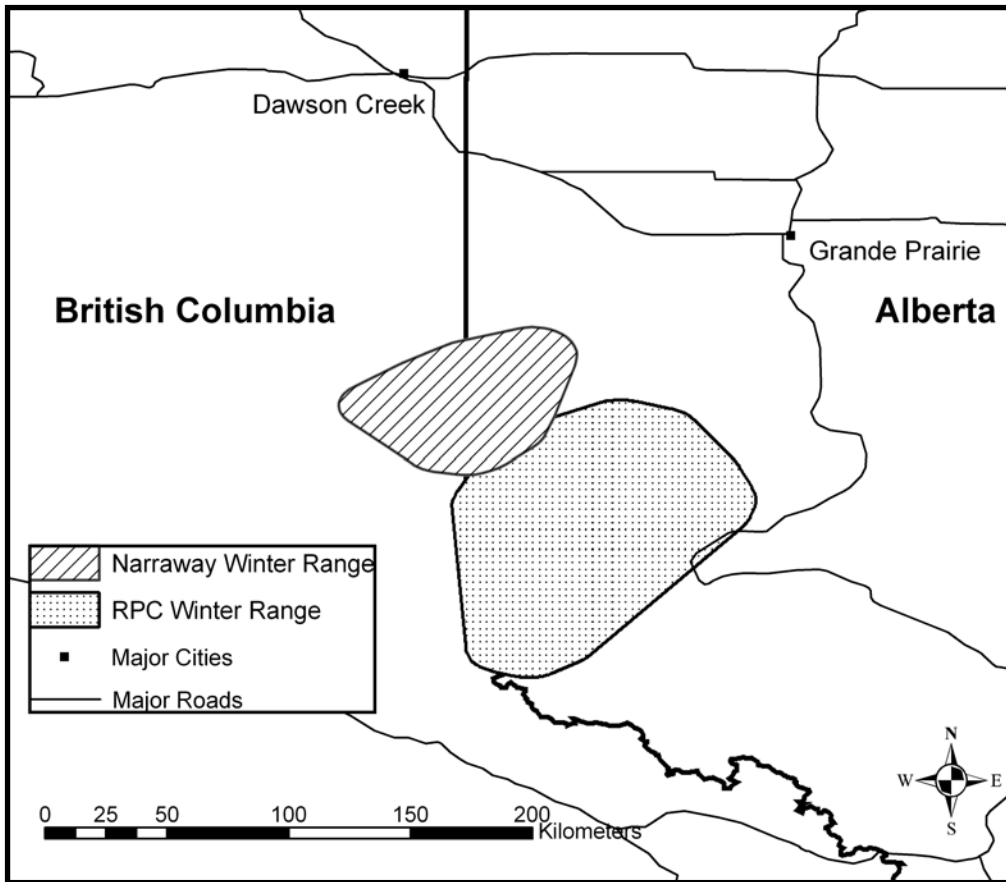 Dawson Creek
Grande Prairie
British Columbia
Alberta
Narraway Winter Range
RPC Winter Range
Major Cities
Major Roads
N
W E
S
0 25 50 100 150 200
Kilometers